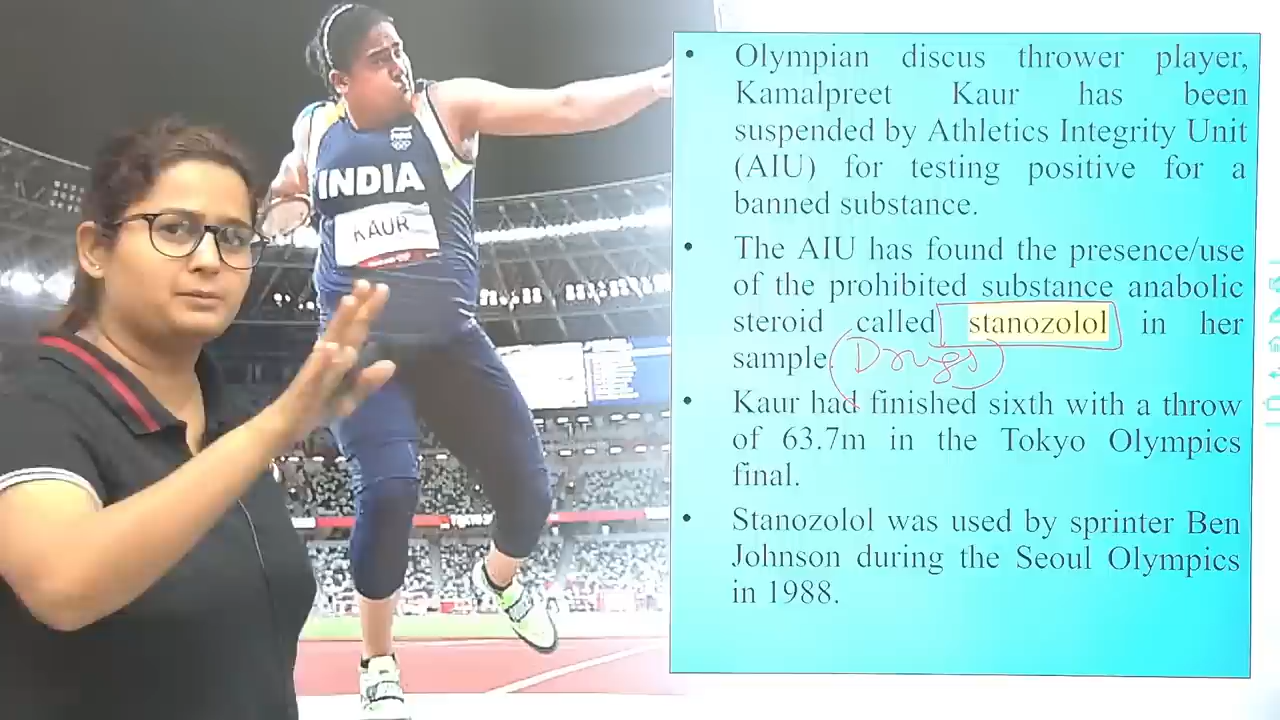 INDIA
KAUR
• Olympian discus thrower player,
Kamalpreet Kaur has been
suspended by Athletics Integrity Unit
(AIU) for testing positive for a
banned substance.
• The AIU has found the presence/use
of the prohibited substance anabolic
steroid called stanozolol in her
sample.
(Drugs)
• Kaur had finished sixth with a throw
of 63.7m in the Tokyo Olympics
final.
• Stanozolol was used by sprinter Ben
Johnson during the Seoul Olympics
in 1988.